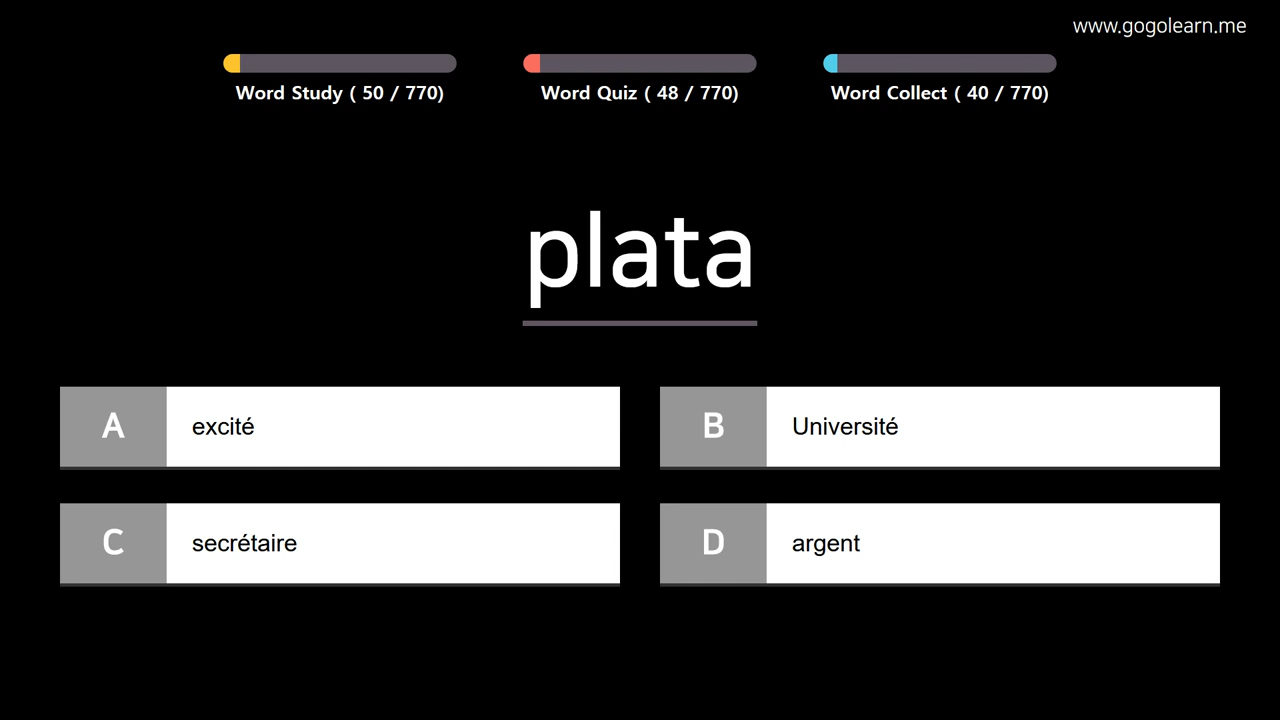 www.gogolearn.me
Word Study ( 50 / 770)
Word Quiz ( 48 / 770)
Word Collect ( 40 / 770)
plata
A excité
B Université
C secrétaire
D argent